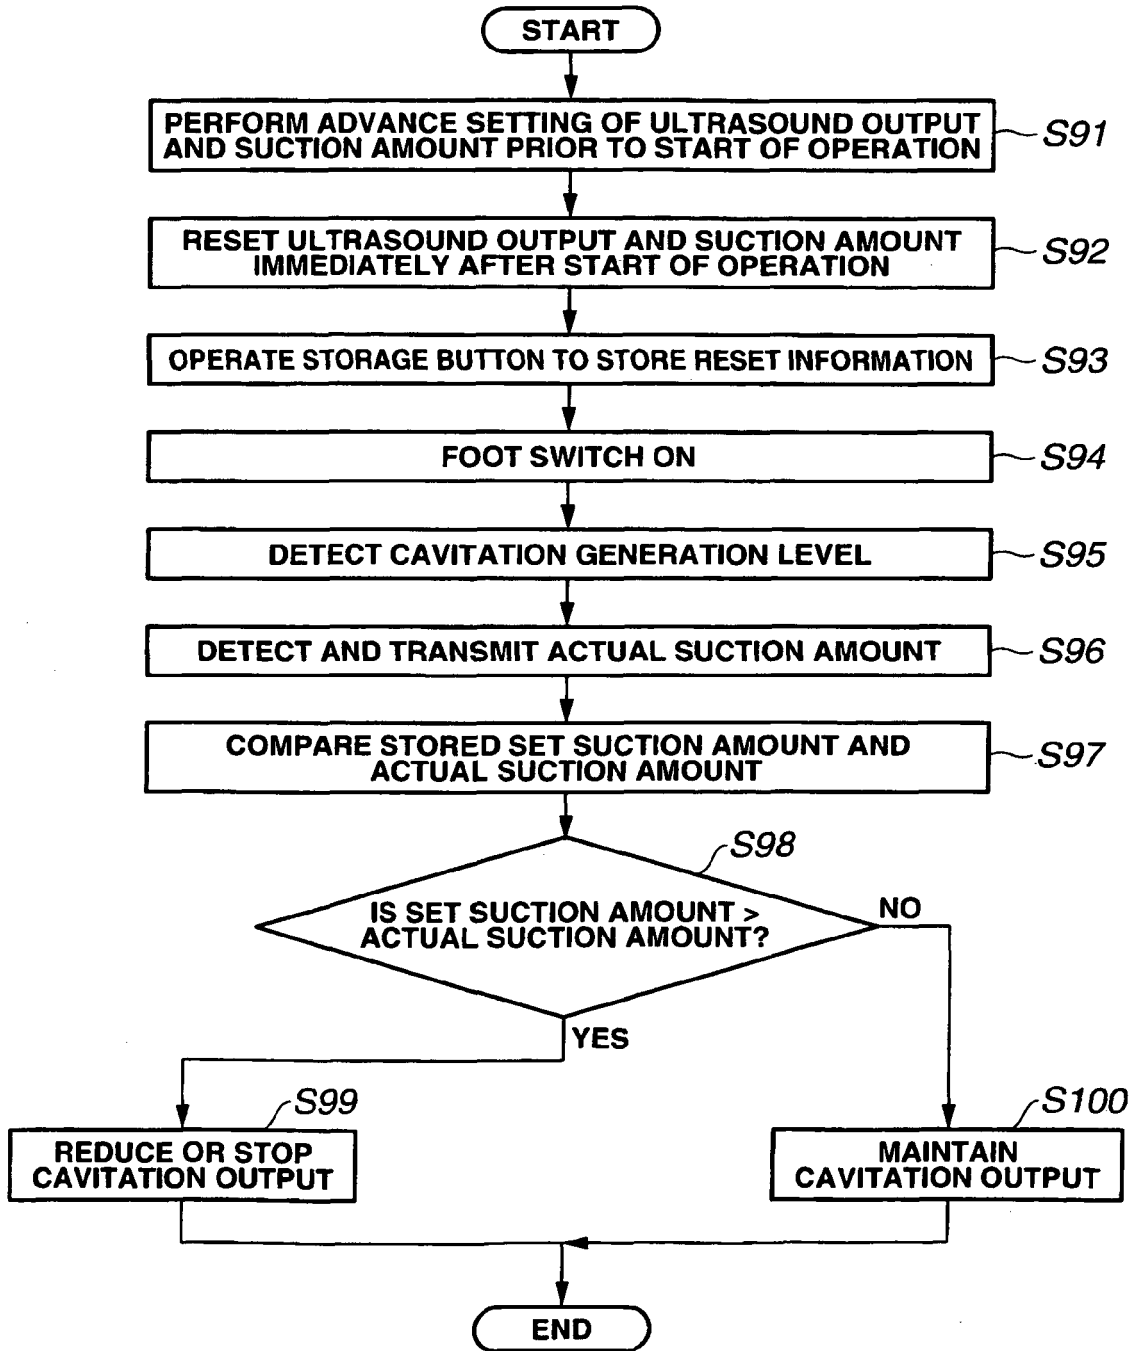 START
PERFORM ADVANCE SETTING OF ULTRASOUND OUTPUT
AND SUCTION AMOUNT PRIOR TO START OF OPERATION
S91
RESET ULTRASOUND OUTPUT AND SUCTION AMOUNT
IMMEDIATELY AFTER START OF OPERATION
S92
OPERATE STORAGE BUTTON TO STORE RESET INFORMATION
S93
FOOT SWITCH ON
S94
DETECT CAVITATION GENERATION LEVEL
S95
DETECT AND TRANSMIT ACTUAL SUCTION AMOUNT
S96
COMPARE STORED SET SUCTION AMOUNT AND
ACTUAL SUCTION AMOUNT
S97
S98
IS SET SUCTION AMOUNT >
ACTUAL SUCTION AMOUNT?
NO
YES
S99
REDUCE OR STOP
CAVITATION OUTPUT
S100
MAINTAIN
CAVITATION OUTPUT
END